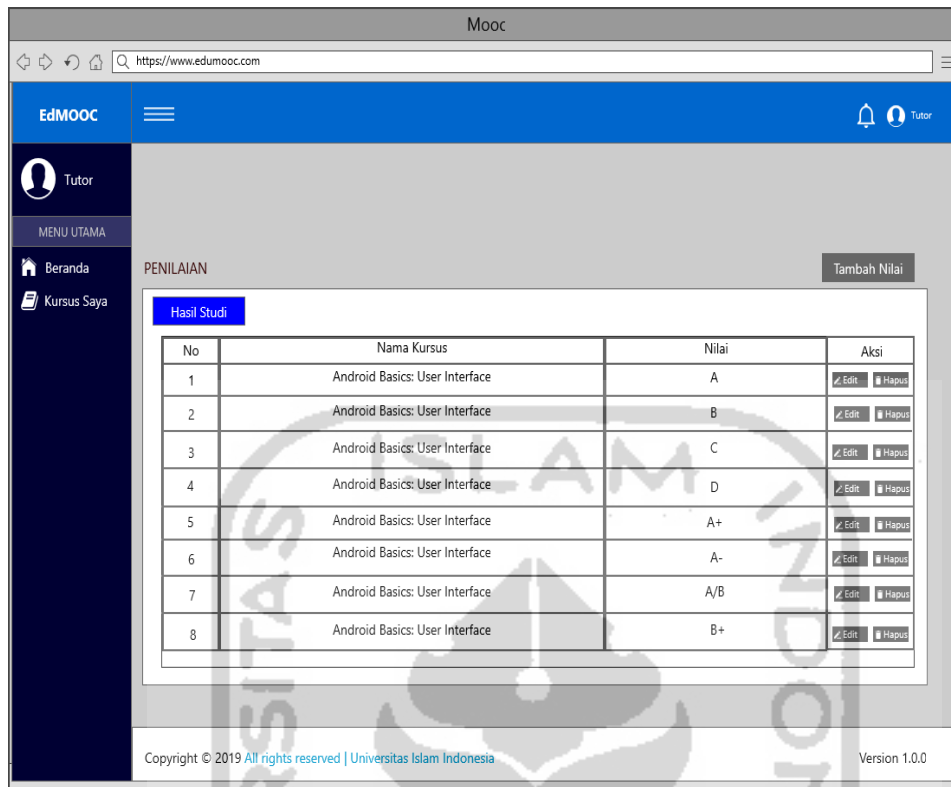 Mooc
https://www.edumooc.com
EdMOOC
Tutor
Tutor
MENU UTAMA
Beranda
Kursus Saya
PENILAIAN
Tambah Nilai
Hasil Studi
No Nama Kursus Nilai Aksi
1 Android Basics: User Interface A Edit Hapus
2 Android Basics: User Interface B Edit Hapus
3 Android Basics: User Interface C Edit Hapus
4 Android Basics: User Interface D Edit Hapus
5 Android Basics: User Interface A+ Edit Hapus
6 Android Basics: User Interface A- Edit Hapus
7 Android Basics: User Interface A/B Edit Hapus
8 Android Basics: User Interface B+ Edit Hapus
Copyright © 2019 All rights reserved | Universitas Islam Indonesia
Version 1.0.0
ISLAM